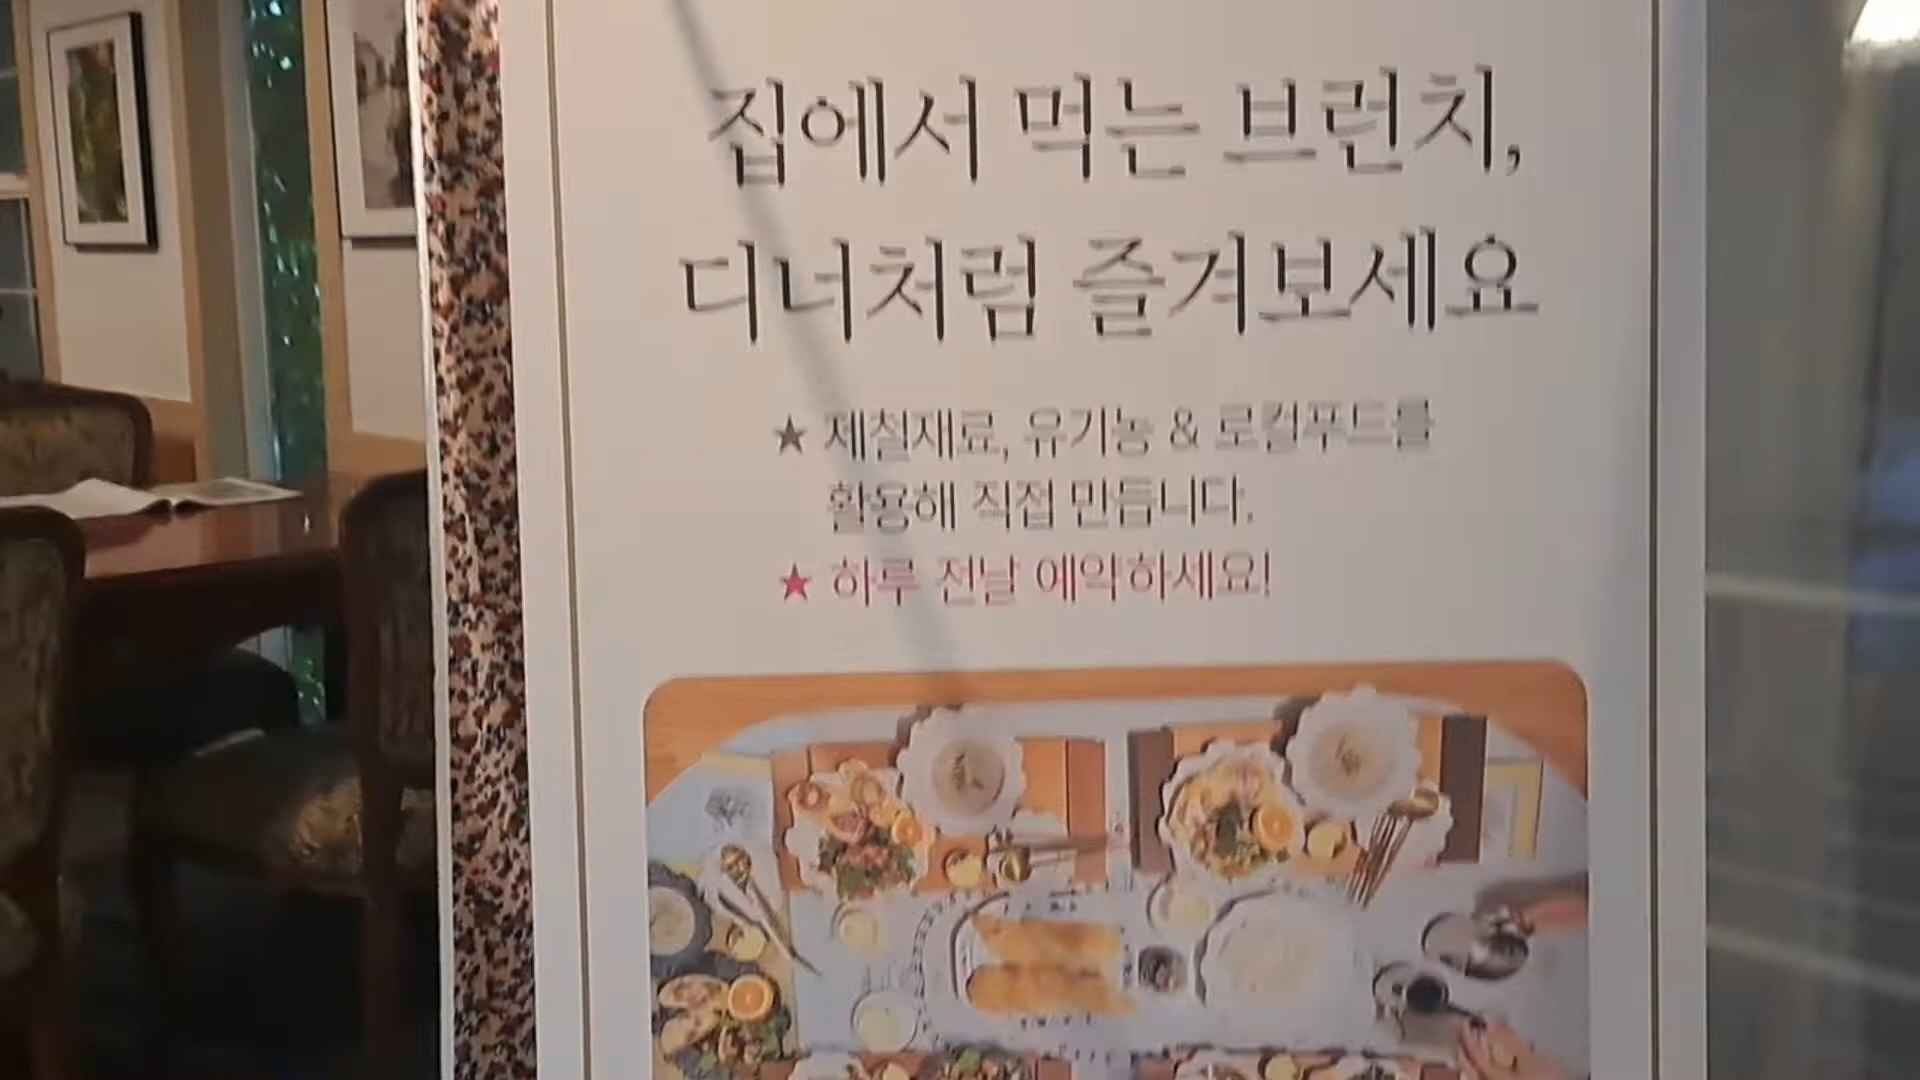 집에서 먹는 브런치,
디너처럼 즐겨보세요
★ 제철재료, 유기농 & 로컬푸드를
활용해 직접 만듭니다.
★ 하루 전날 예약하세요!